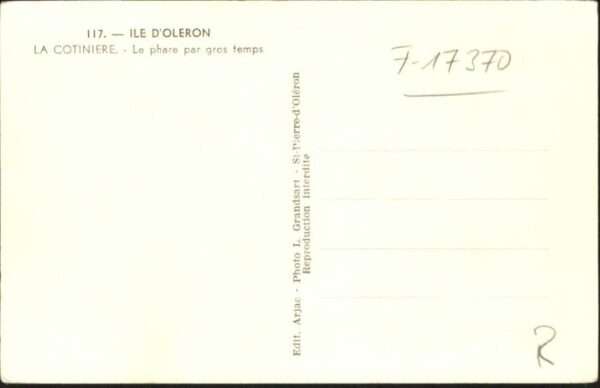 117. — ILE D'OLERON
LA COTINIERE. - Le phare par gros temps
Edit. Arjac - Photo L. Grandsart - St-Pierre-d'Oléron
Reproduction Interdite
7-17370
R